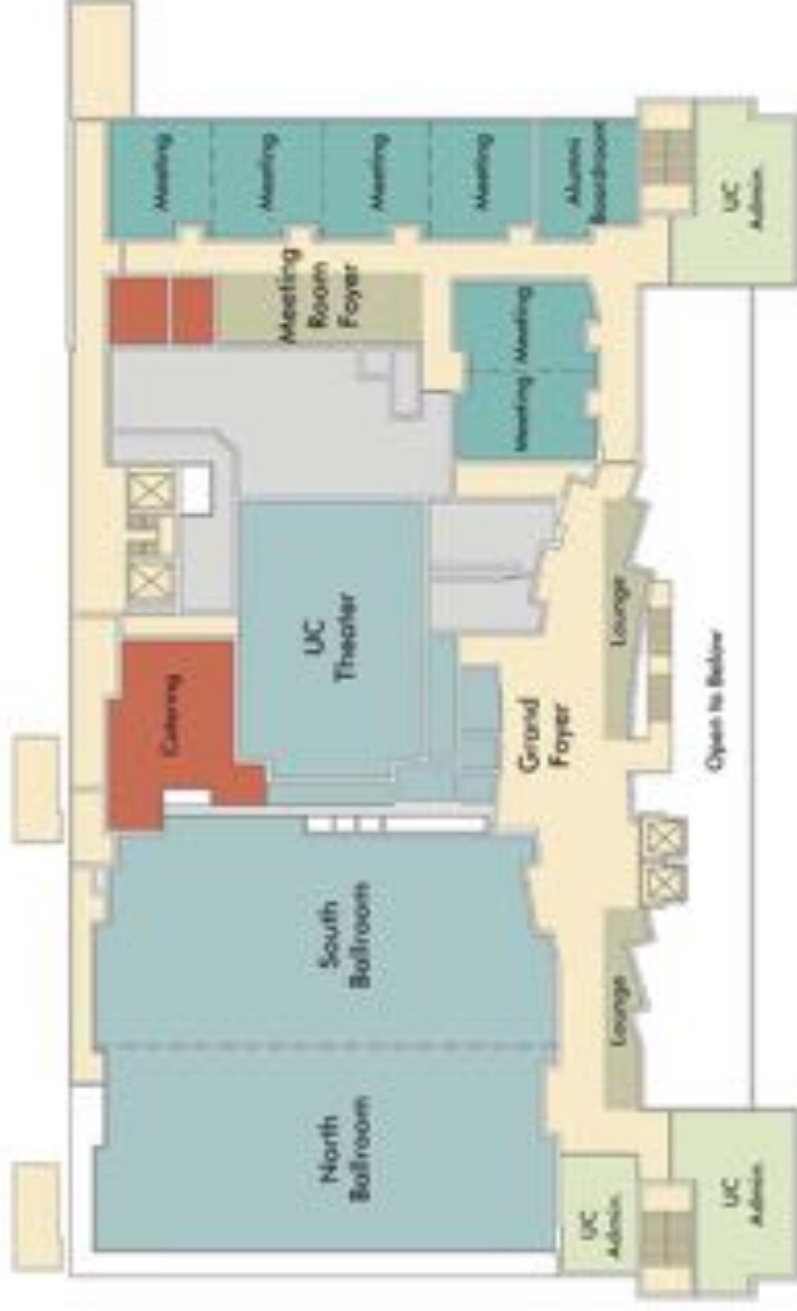 Meeting
Meeting
Meeting
Meeting
Alumni
Boardroom
UC
Admin.
Meeting
Room
Foyer
Meeting
Meeting
UC
Theater
Catering
Grand
Foyer
Lounge
Open to Below
South
Ballroom
Lounge
North
Ballroom
UC
Admin.
UC
Admin.